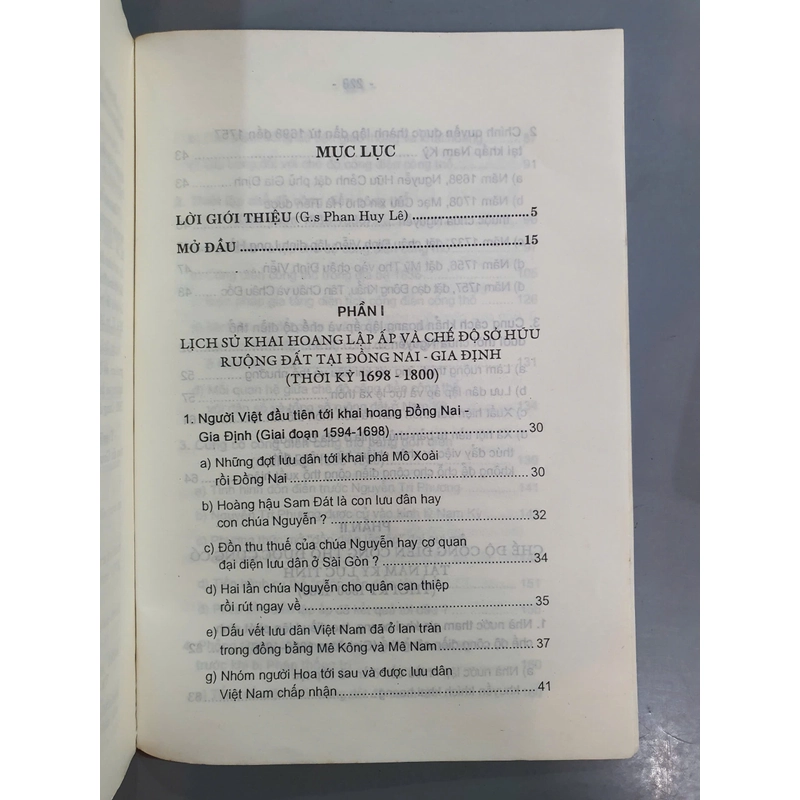 MỤC LỤC
LỜI GIỚI THIỆU (G.s Phan Huy Lê) ................................ 5
MỞ ĐẦU ................................................................ 15
PHẦN I
LỊCH SỬ KHAI HOANG LẬP ẤP VÀ CHẾ ĐỘ SỞ HỮU
RUỘNG ĐẤT TẠI ĐỒNG NAI - GIA ĐỊNH
(THỜI KỲ 1698 - 1800)
1. Người Việt đầu tiên tới khai hoang Đồng Nai -
Gia Định (Giai đoạn 1594-1698) ................................ 30
a) Những đợt lưu dân tới khai phá Mô Xoài
rồi Đồng Nai ................................................ 30
b) Hoàng hậu Sam Đát là con lưu dân hay
con chúa Nguyễn ? ........................................ 32
c) Đồn thu thuế của chúa Nguyễn hay cơ quan
đại diện lưu dân ở Sài Gòn ? ........................ 34
d) Hai lần chúa Nguyễn cho quân can thiệp
rồi rút ngay về ............................................ 35
e) Dấu vết lưu dân Việt Nam đã ở lan tràn
trong đồng bằng Mê Kông và Mê Nam ............ 37
g) Nhóm người Hoa tới sau và được lưu dân
Việt Nam chấp nhận .................................... 41